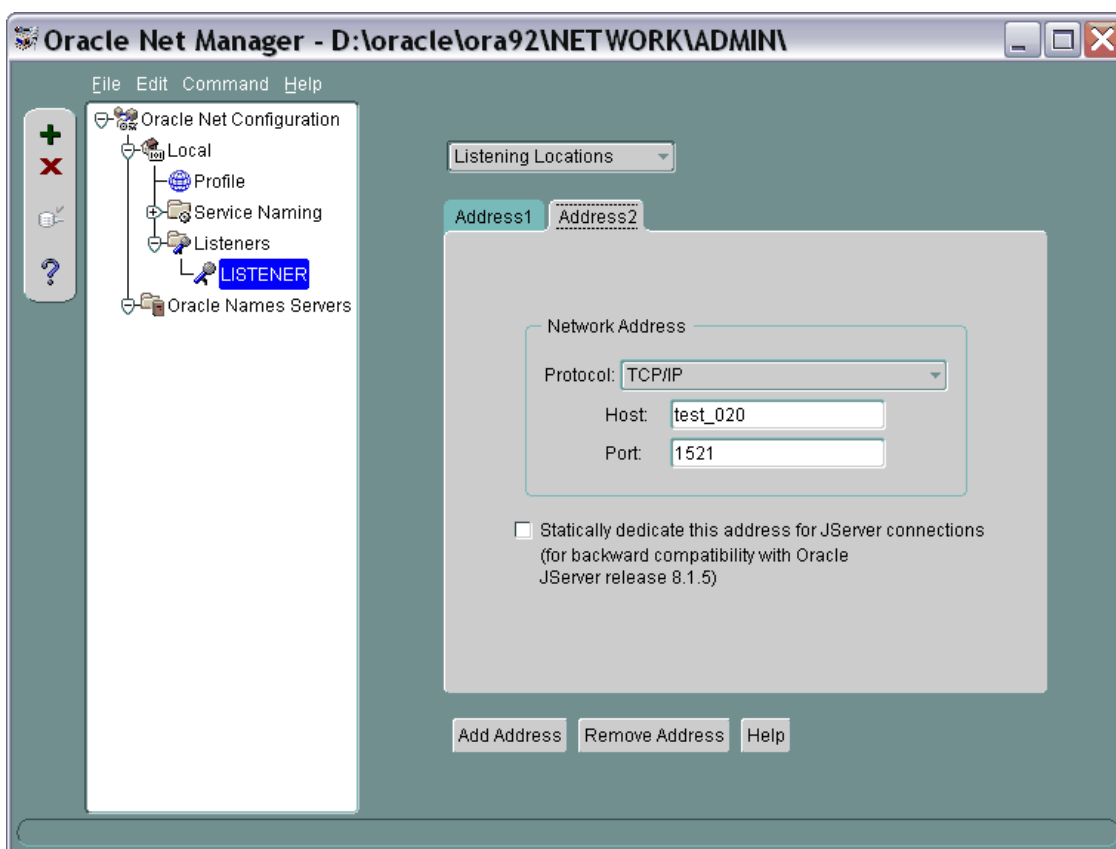 Oracle Net Manager - D:\oracle\ora92\NETWORK\ADMIN\
File Edit Command Help
Oracle Net Configuration
Local
Profile
Service Naming
Listeners
LISTENER
Oracle Names Servers
Listening Locations
Address1 Address2
Network Address
Protocol: TCP/IP
Host: test_020
Port: 1521
Statically dedicate this address for JServer connections
(for backward compatibility with Oracle
JServer release 8.1.5)
Add Address Remove Address Help